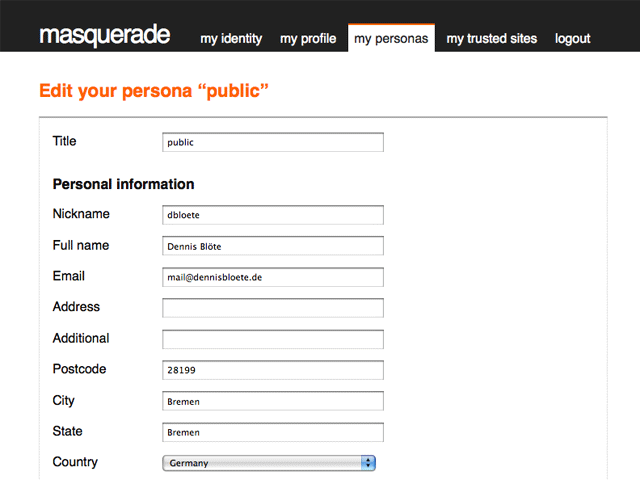 masquerade my identity my profile my personas my trusted sites logout
Edit your persona “public”
Title public
Personal information
Nickname dbloete
Full name Dennis Blöte
Email mail@dennisbloete.de
Address
Additional
Postcode 28199
City Bremen
State Bremen
Country Germany